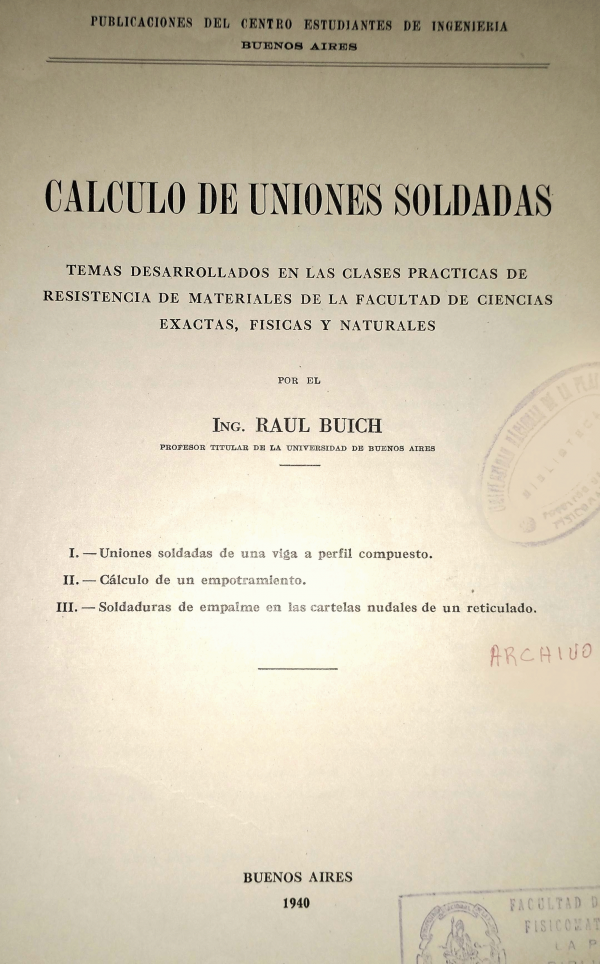 PUBLICACIONES DEL CENTRO ESTUDIANTES DE INGENIERIA
BUENOS AIRES
CALCULO DE UNIONES SOLDADAS
TEMAS DESARROLLADOS EN LAS CLASES PRACTICAS DE
RESISTENCIA DE MATERIALES DE LA FACULTAD DE CIENCIAS
EXACTAS, FISICAS Y NATURALES
POR EL
ING. RAUL BUICH
PROFESOR TITULAR DE LA UNIVERSIDAD DE BUENOS AIRES
I. — Uniones soldadas de una viga a perfil compuesto.
II. — Cálculo de un empotramiento.
III. — Soldaduras de empalme en las cartelas nudales de un reticulado.
ARCHIVO
BUENOS AIRES
1940
FACULTAD D
FISICOMAT
LA P